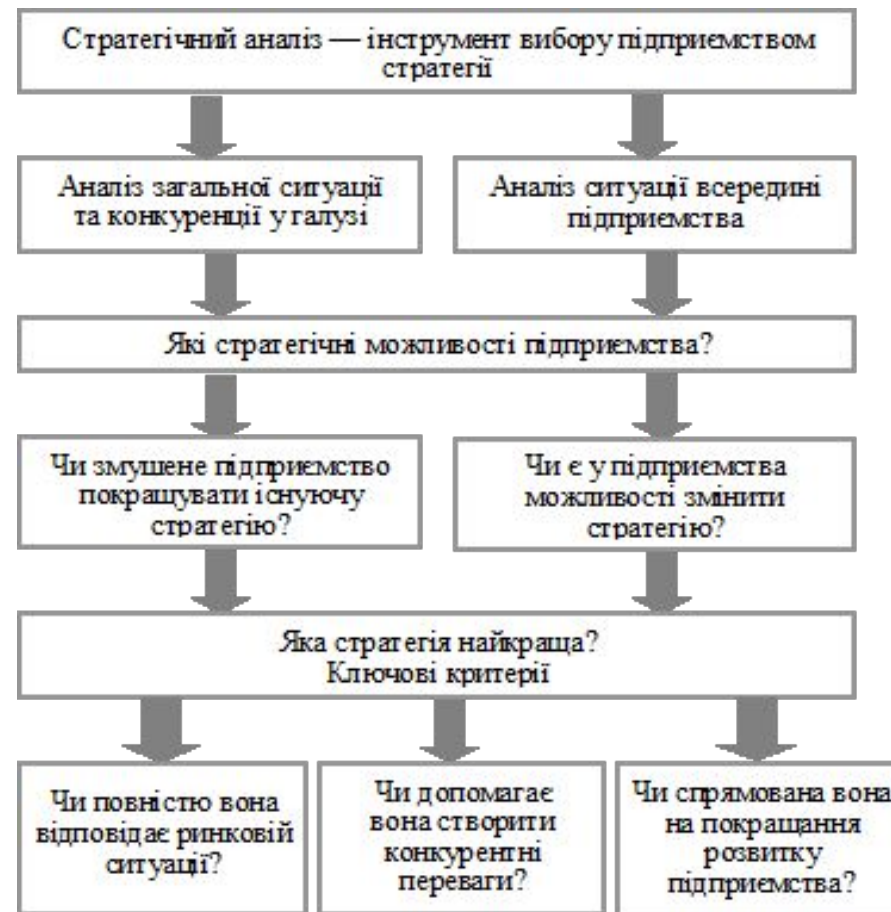 Стратегічний аналіз — інструмент вибору підприємством
стратегії
Аналіз загальної ситуації
та конкуренції у галузі
Аналіз ситуації всередині
підприємства
Які стратегічні можливості підприємства?
Чи змушене підприємство
покращувати існуючу
стратегію?
Чи є у підприємства
можливості змінити
стратегію?
Яка стратегія найкраща?
Ключові критерії
Чи повністю вона
відповідає ринковій
ситуації?
Чи допомагає
вона створити
конкурентні
переваги?
Чи спрямована вона
на покращання
розвитку
підприємства?